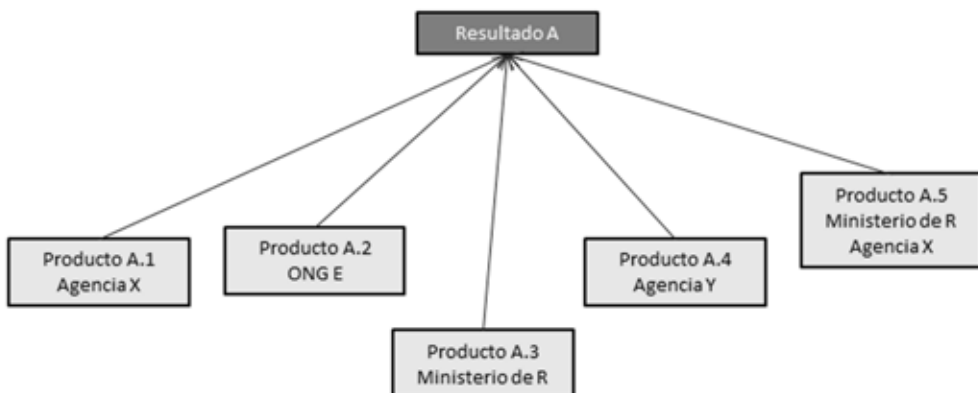 Resultado A
Producto A.1
Agencia X
Producto A.2
ONG E
Producto A.3
Ministerio de R
Producto A.4
Agencia Y
Producto A.5
Ministerio de R
Agencia X